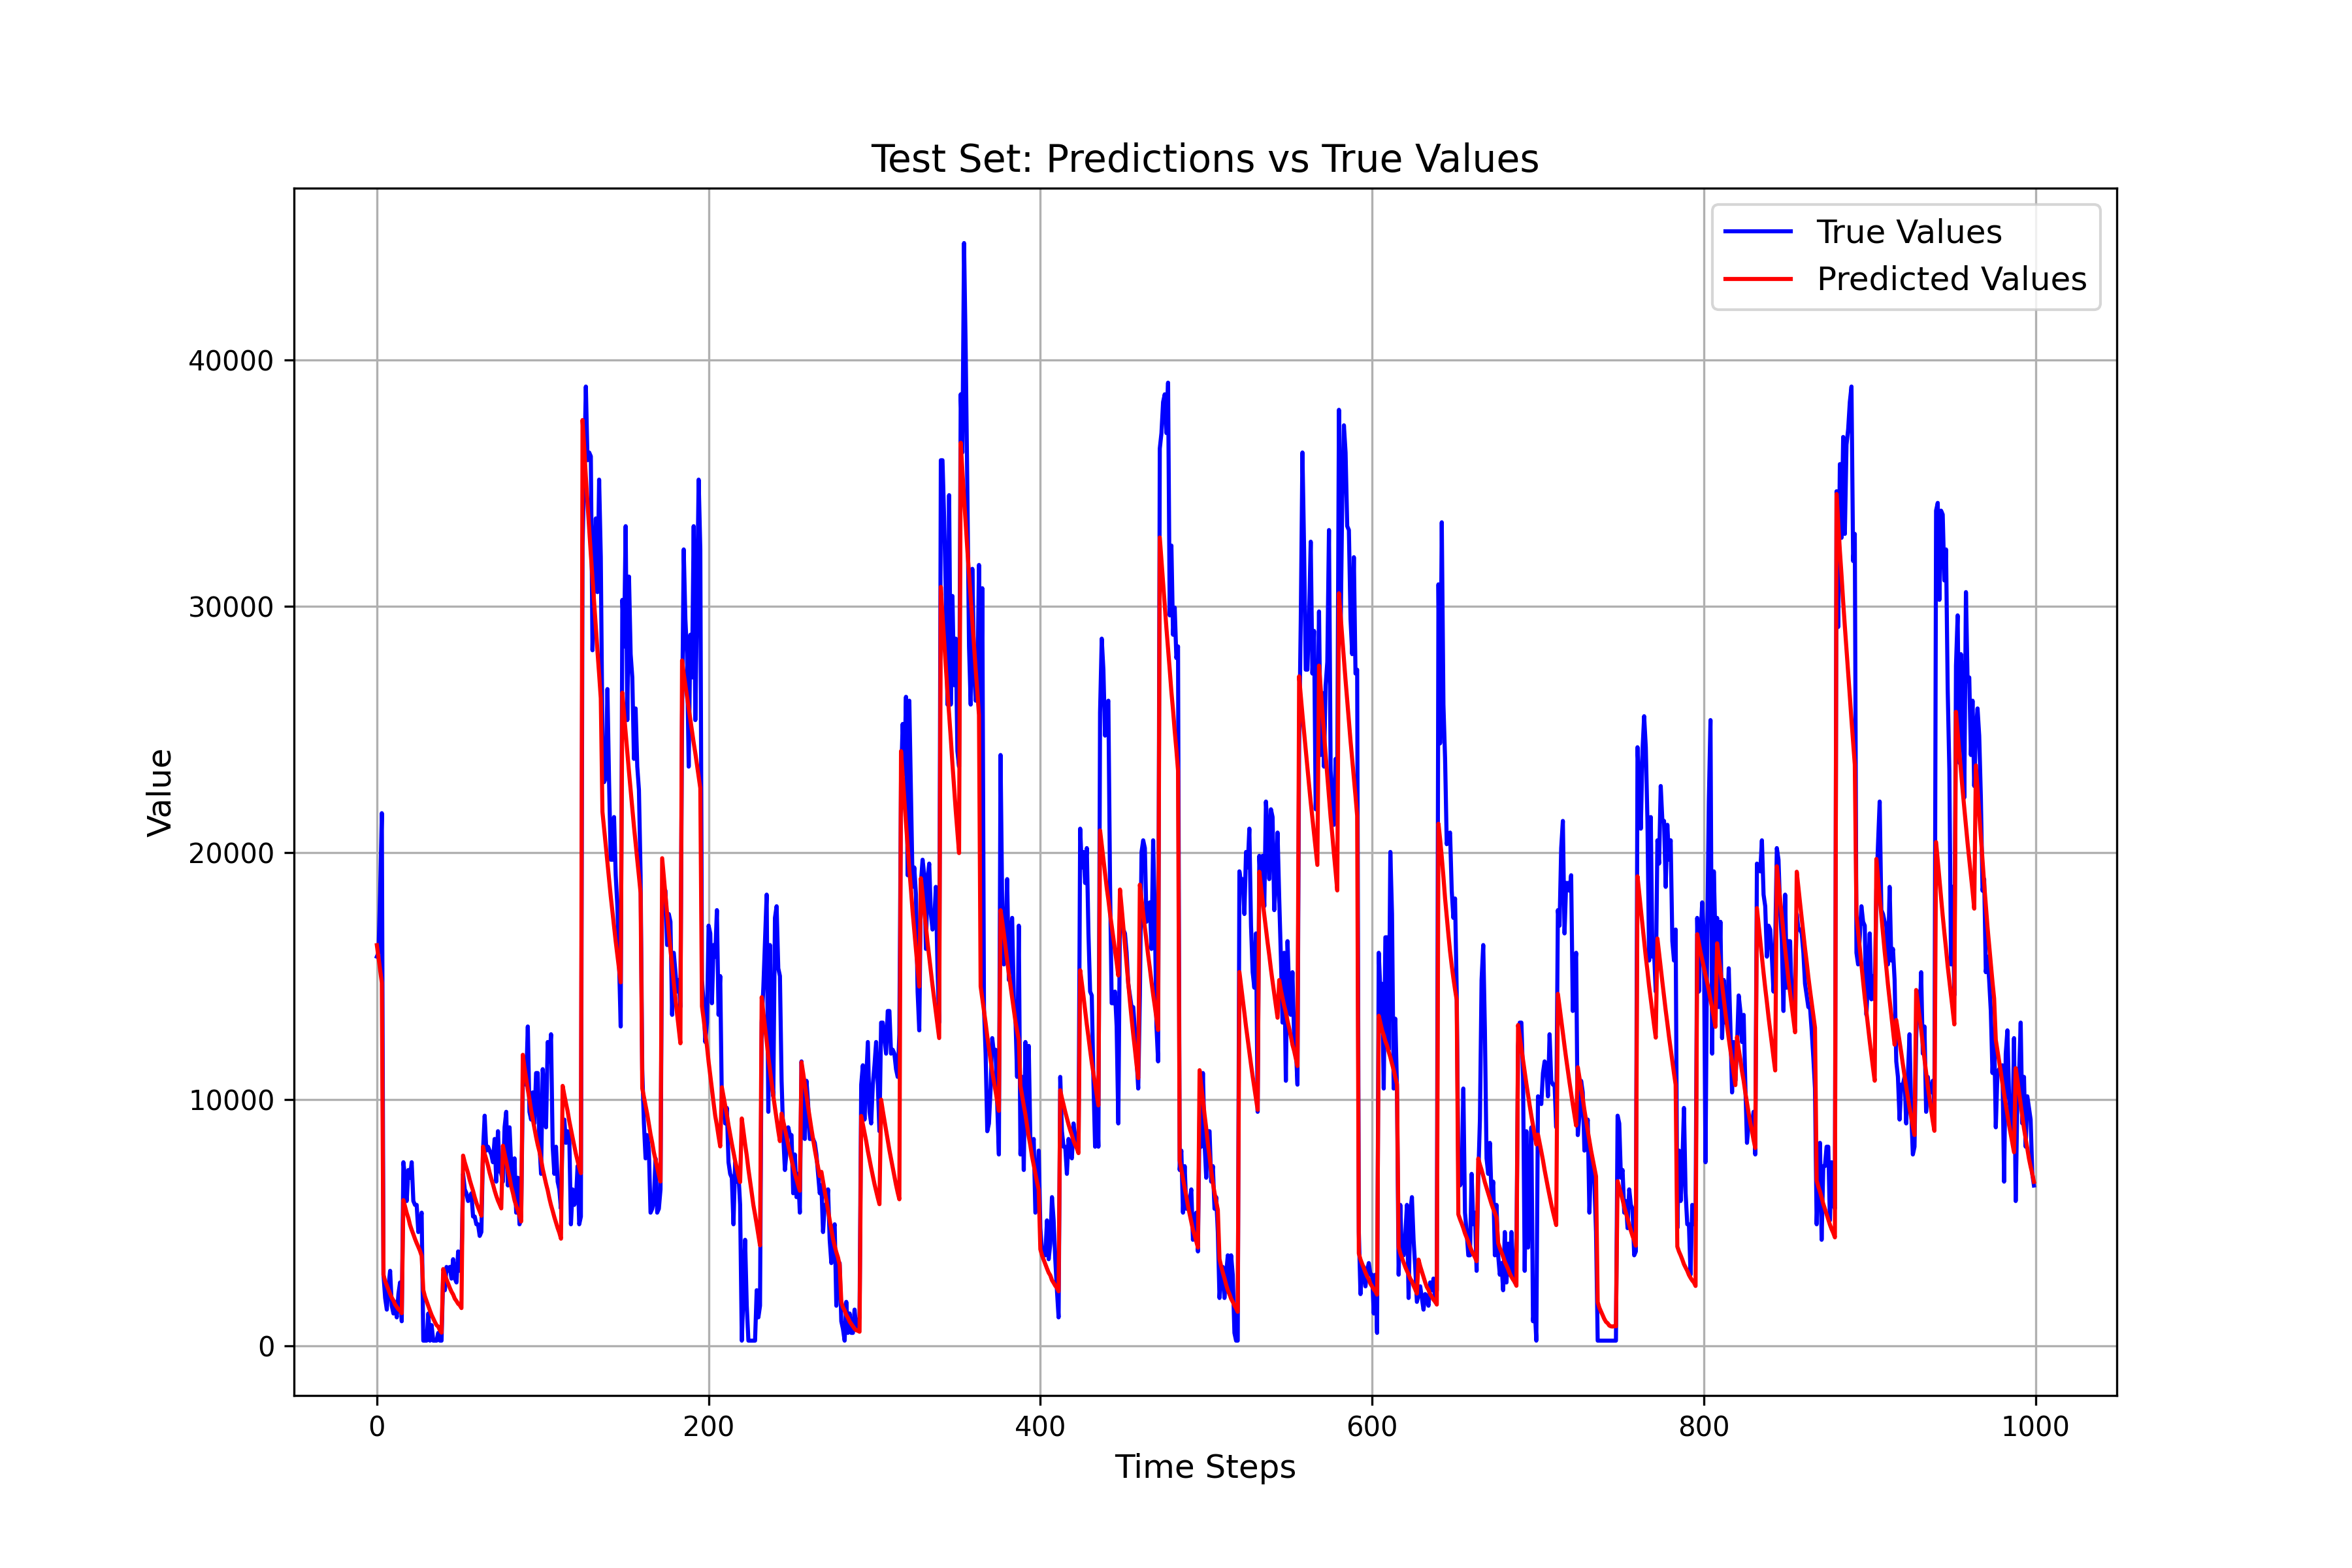 Test Set: Predictions vs True Values
True Values
Predicted Values
Value
40000
30000
20000
10000
0
0 200 400 600 800 1000
Time Steps